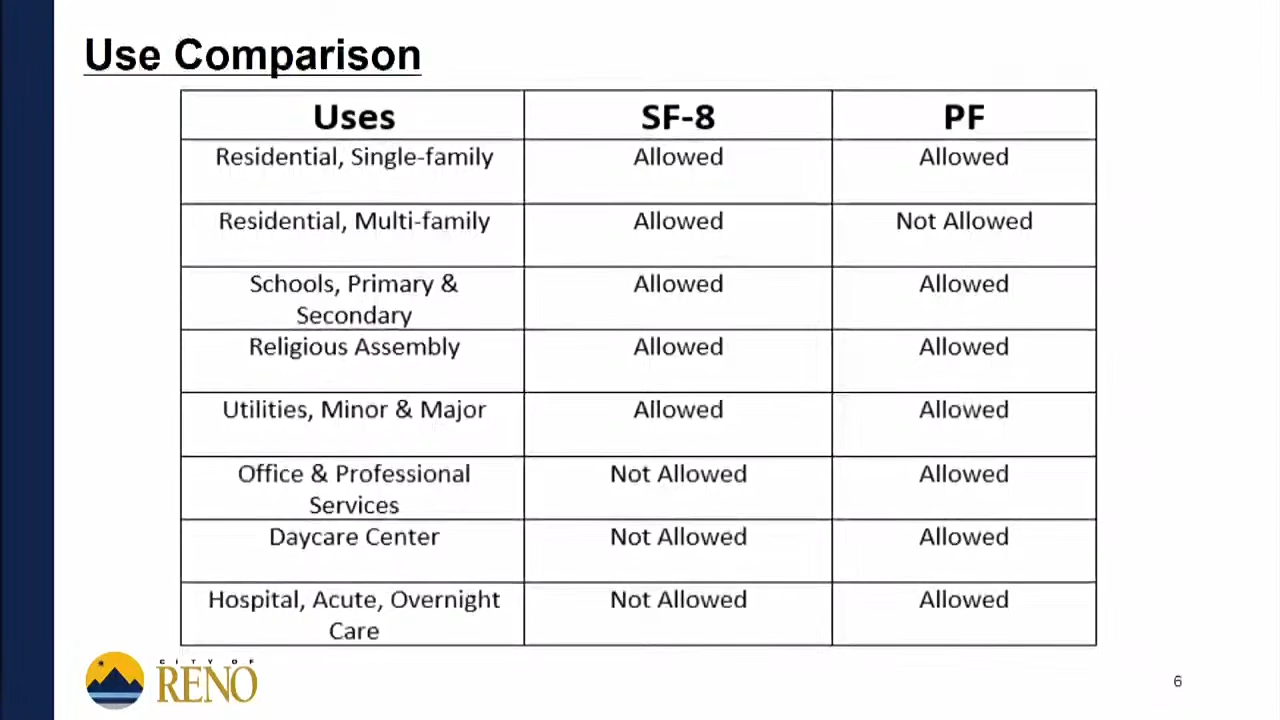 Use Comparison
Uses SF-8 PF
Residential, Single-family Allowed Allowed
Residential, Multi-family Allowed Not Allowed
Schools, Primary & Allowed Allowed
Secondary
Religious Assembly Allowed Allowed
Utilities, Minor & Major Allowed Allowed
Office & Professional Not Allowed Allowed
Services
Daycare Center Not Allowed Allowed
Hospital, Acute, Overnight Not Allowed Allowed
Care
CITY OF
RENO
6